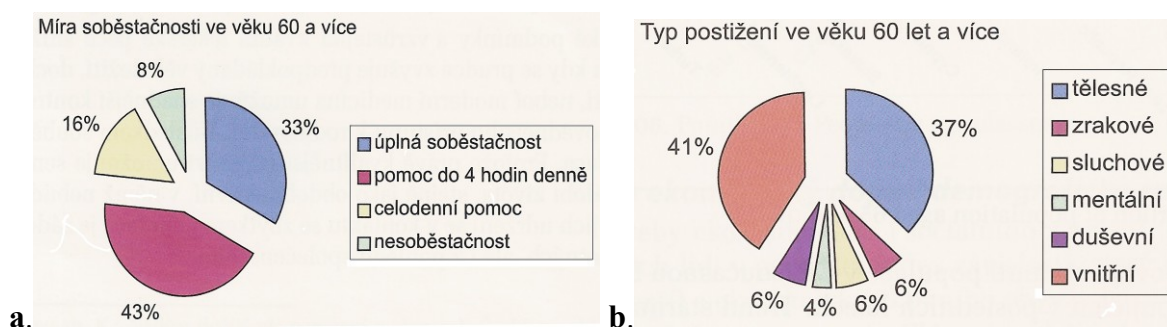 Míra soběstačnosti ve věku 60 a více
8%
16%
33%
43%
úplná soběstačnost
pomoc do 4 hodin denně
celodenní pomoc
nesoběstačnost
a.
Typ postižení ve věku 60 let a více
41%
37%
6%
4%
6%
6%
tělesné
zrakové
sluchové
mentální
duševní
vnitřní
b.